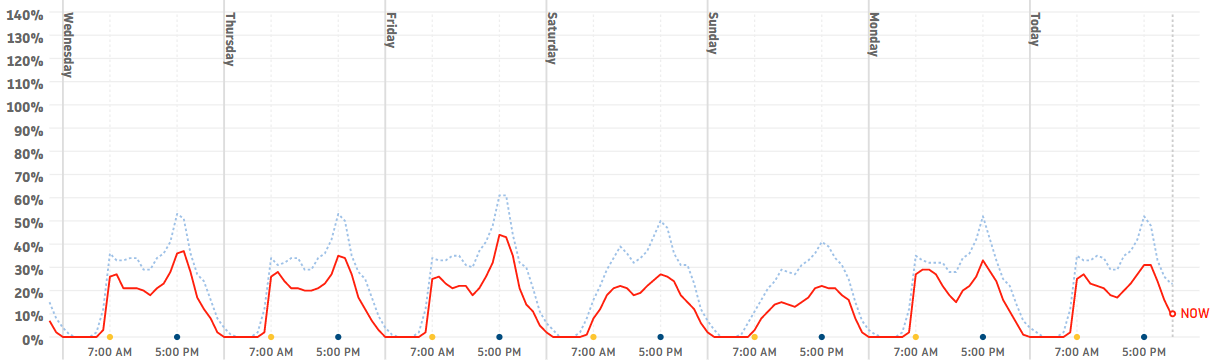 140%
130%
120%
110%
100%
90%
80%
70%
60%
50%
40%
30%
20%
10%
0%
Wednesday
Thursday
Friday
Saturday
Sunday
Monday
Today
NOW
7:00 AM 5:00 PM 7:00 AM 5:00 PM 7:00 AM 5:00 PM 7:00 AM 5:00 PM 7:00 AM 5:00 PM 7:00 AM 5:00 PM 7:00 AM 5:00 PM